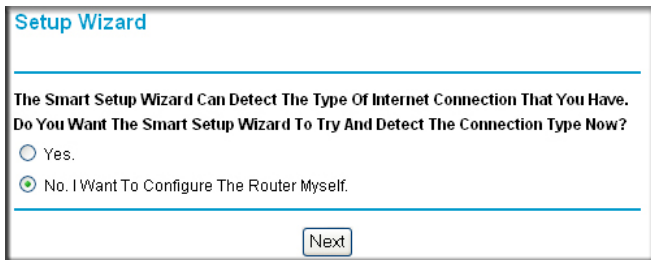 Setup Wizard
The Smart Setup Wizard Can Detect The Type Of Internet Connection That You Have.
Do You Want The Smart Setup Wizard To Try And Detect The Connection Type Now?
Yes.
No. I Want To Configure The Router Myself.
Next